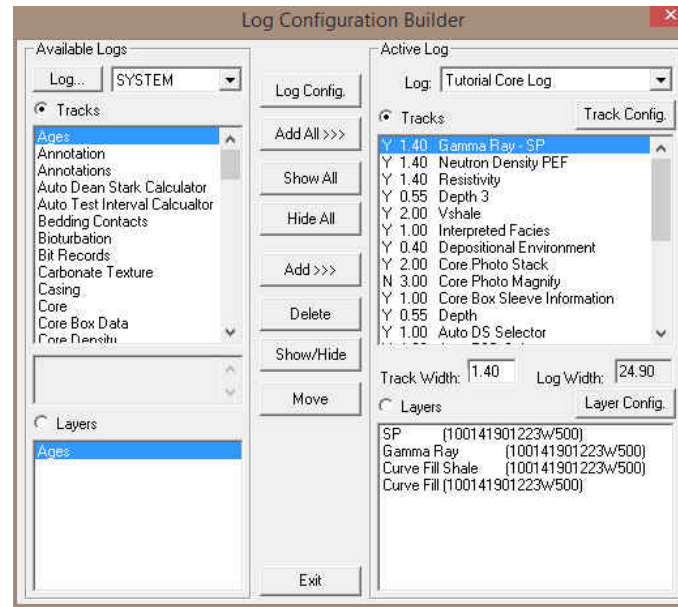 Log Configuration Builder
Available Logs
Log... SYSTEM
Tracks
Ages
Annotation
Annotations
Auto Dean Stark Calculator
Auto Test Interval Calcualtor
Bedding Contacts
Bioturbation
Bit Records
Carbonate Texture
Casing
Core
Core Box Data
Core Density
Layers
Ages
Log Config.
Add All >>>
Show All
Hide All
Add >>>
Delete
Show/Hide
Move
Exit
Active Log
Log: Tutorial Core Log
Tracks Track Config.
Y 1.40 Gamma Ray - SP
Y 1.40 Neutron Density PEF
Y 1.40 Resistivity
Y 0.55 Depth 3
Y 2.00 Vshale
Y 1.00 Interpreted Facies
Y 0.40 Depositional Environment
Y 2.00 Core Photo Stack
N 3.00 Core Photo Magnify
Y 1.00 Core Box Sleeve Information
Y 0.55 Depth
Y 1.00 Auto DS Selector
Track Width: 1.40 Log Width: 24.90
Layers Layer Config.
SP (100141901223W500)
Gamma Ray (100141901223W500)
Curve Fill Shale (100141901223W500)
Curve Fill (100141901223W500)